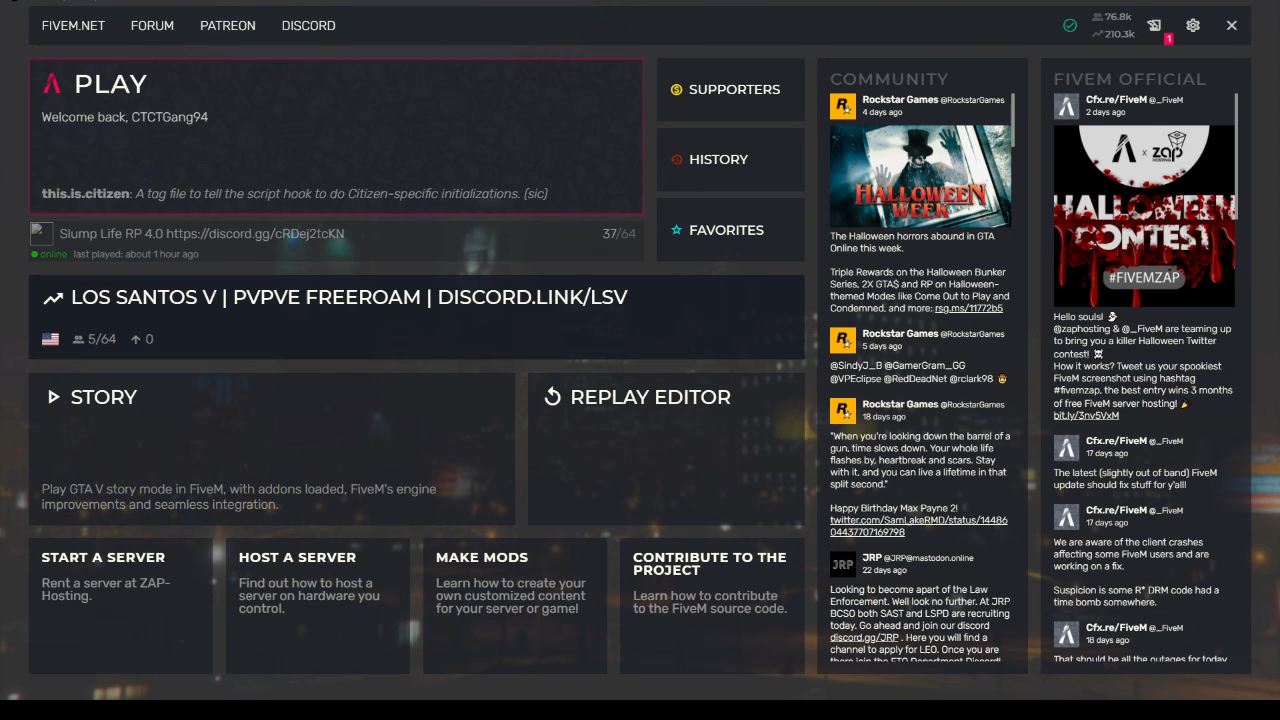 FIVEM.NET FORUM PATREON DISCORD
76.8k
210.3k
1
PLAY
Welcome back, CTCTGang94
this.is.citizen: A tag file to tell the script hook to do Citizen-specific initializations. (sic)
Slump Life RP 4.0 https://discord.gg/cRDej2tcKN 37/64
online last played: about 1 hour ago
SUPPORTERS
HISTORY
FAVORITES
LOS SANTOS V | PVPVE FREEROAM | DISCORD.LINK/LSV
5/64 0
STORY
Play GTA V story mode in FiveM, with addons loaded, FiveM's engine
improvements and seamless integration.
REPLAY EDITOR
START A SERVER
Rent a server at ZAP-
Hosting.
HOST A SERVER
Find out how to host a
server on hardware you
control.
MAKE MODS
Learn how to create your
own customized content
for your server or game!
CONTRIBUTE TO THE
PROJECT
Learn how to contribute
to the FiveM source code.
COMMUNITY
Rockstar Games @RockstarGames
4 days ago
HALLOWEEN
WEEK
The Halloween horrors abound in GTA
Online this week.
Triple Rewards on the Halloween Bunker
Series, 2X GTA$ and RP on Halloween-
themed Modes like Come Out to Play and
Condemned, and more: rsg.ms/11772b5
Rockstar Games @RockstarGames
5 days ago
@SindyJ_B @GamerGram_GG
@VPEclipse @RedDeadNet @rclark98 🤠
Rockstar Games @RockstarGames
18 days ago
"When you're looking down the barrel of a
gun, time slows down. Your whole life
flashes by, heartbreak and scars. Stay
with it, and you can live a lifetime in that
split second."
Happy Birthday Max Payne 2!
twitter.com/SamLakeRMD/status/14486
04437707169798
JRP
JRP @JRP@mastodon.online
22 days ago
Looking to become apart of the Law
Enforcement. Well look no further. At JRP
BCSO both SAST and LSPD are recruiting
today. Go ahead and join our discord
discord.gg/JRP . Here you will find a
channel to apply for LEO. Once you are
there join the FTO Department Discord!
FIVEM OFFICIAL
Cfx.re/FiveM @_FiveM
2 days ago
x zap
HOSTING
HALLOWEEN
CONTEST
#FIVEMZAP
Hello souls! 👻
@zaphosting & @_FiveM are teaming up
to bring you a killer Halloween Twitter
contest! ☠
How it works? Tweet us your spookiest
FiveM screenshot using hashtag
#fivemzap, the best entry wins 3 months
of free FiveM server hosting! 🎉
bit.ly/3nv5VxM
Cfx.re/FiveM @_FiveM
17 days ago
The latest (slightly out of band) FiveM
update should fix stuff for y'all!
Cfx.re/FiveM @_FiveM
17 days ago
We are aware of the client crashes
affecting some FiveM users and are
working on a fix.
Suspicion is some R* DRM code had a
time bomb somewhere.
Cfx.re/FiveM @_FiveM
18 days ago
That should be all the outages for today